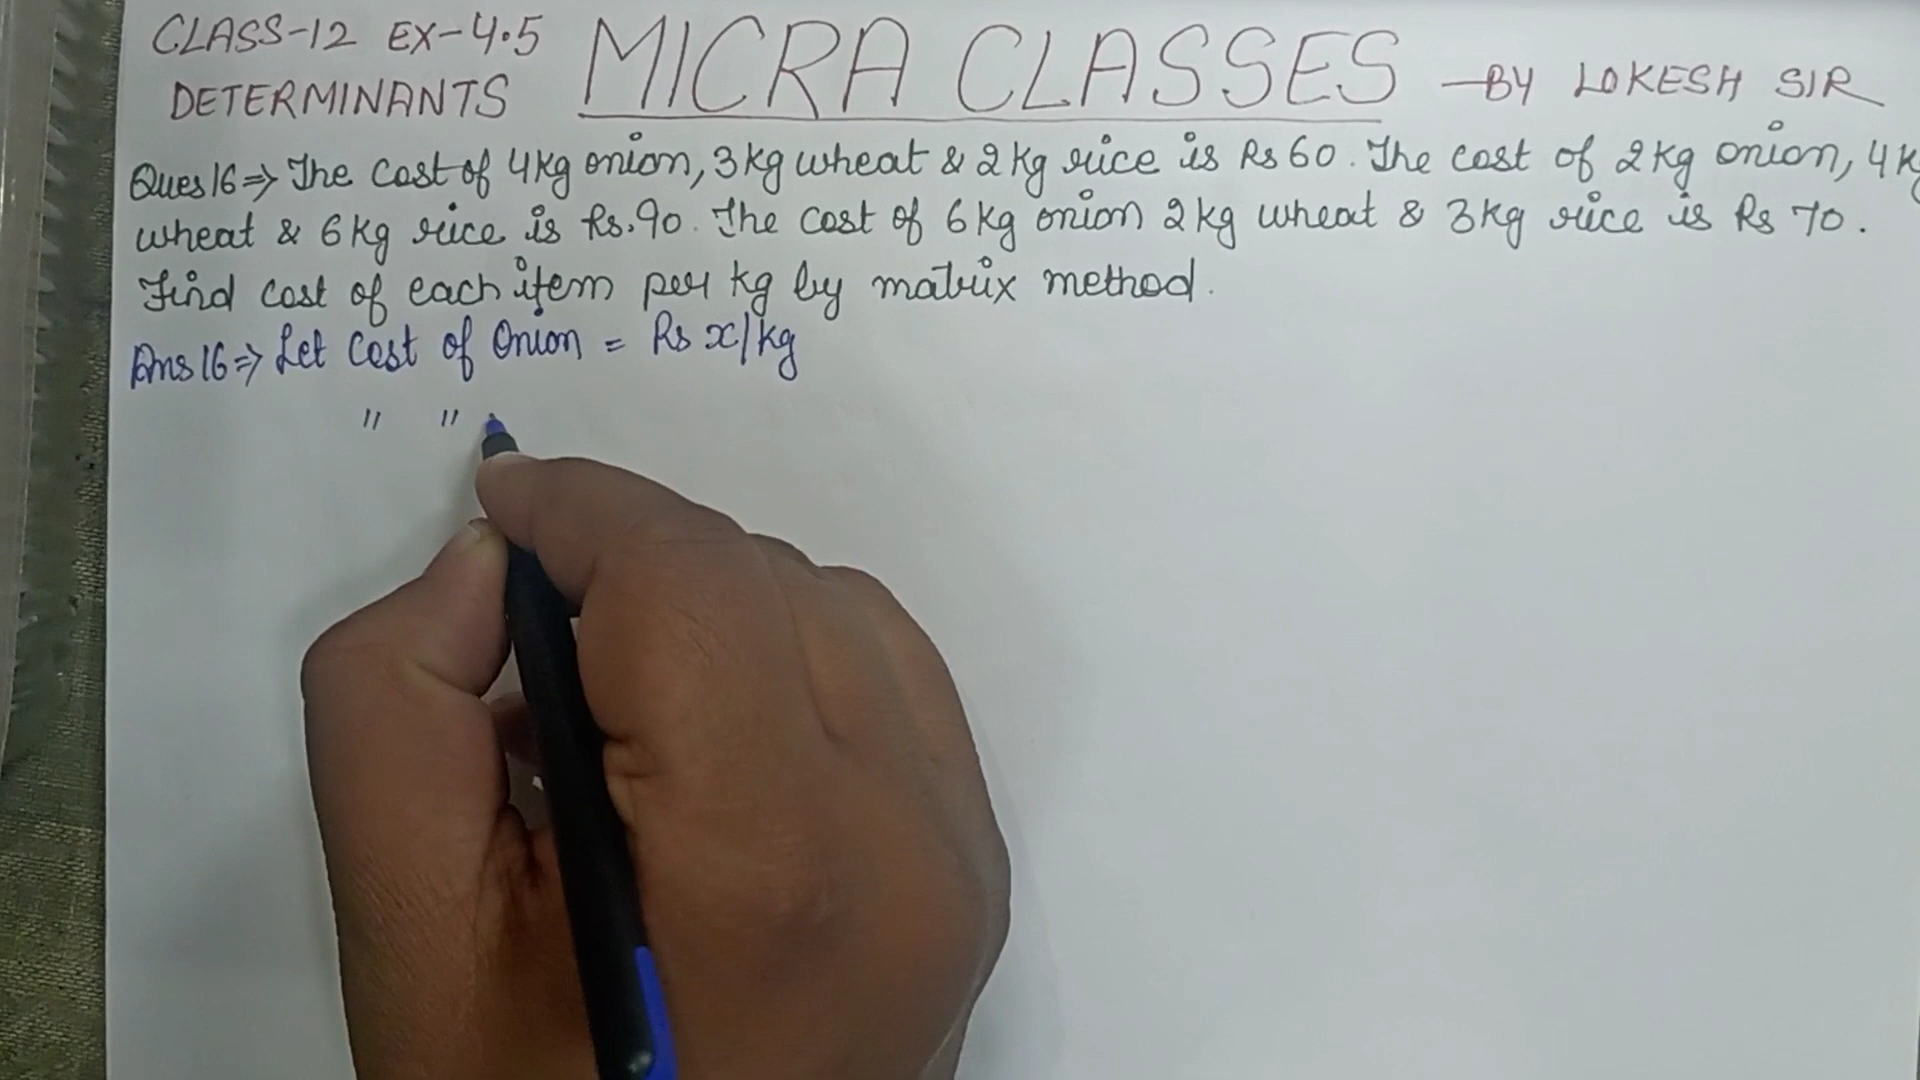 CLASS-12 EX-4.5 MICRA CLASSES -BY LOKESH SIR
DETERMINANTS
Ques 16⇒ The Cost of 4kg onion, 3kg wheat & 2kg rice is Rs 60. The cost of 2kg onion, 4k
wheat & 6kg rice is Rs.90. The cost of 6kg onion 2kg wheat & 3kg rice is Rs 70.
Find cost of each item per kg by matrix method.
Ans 16⇒ Let Cost of Onion = Rs x/kg
" "